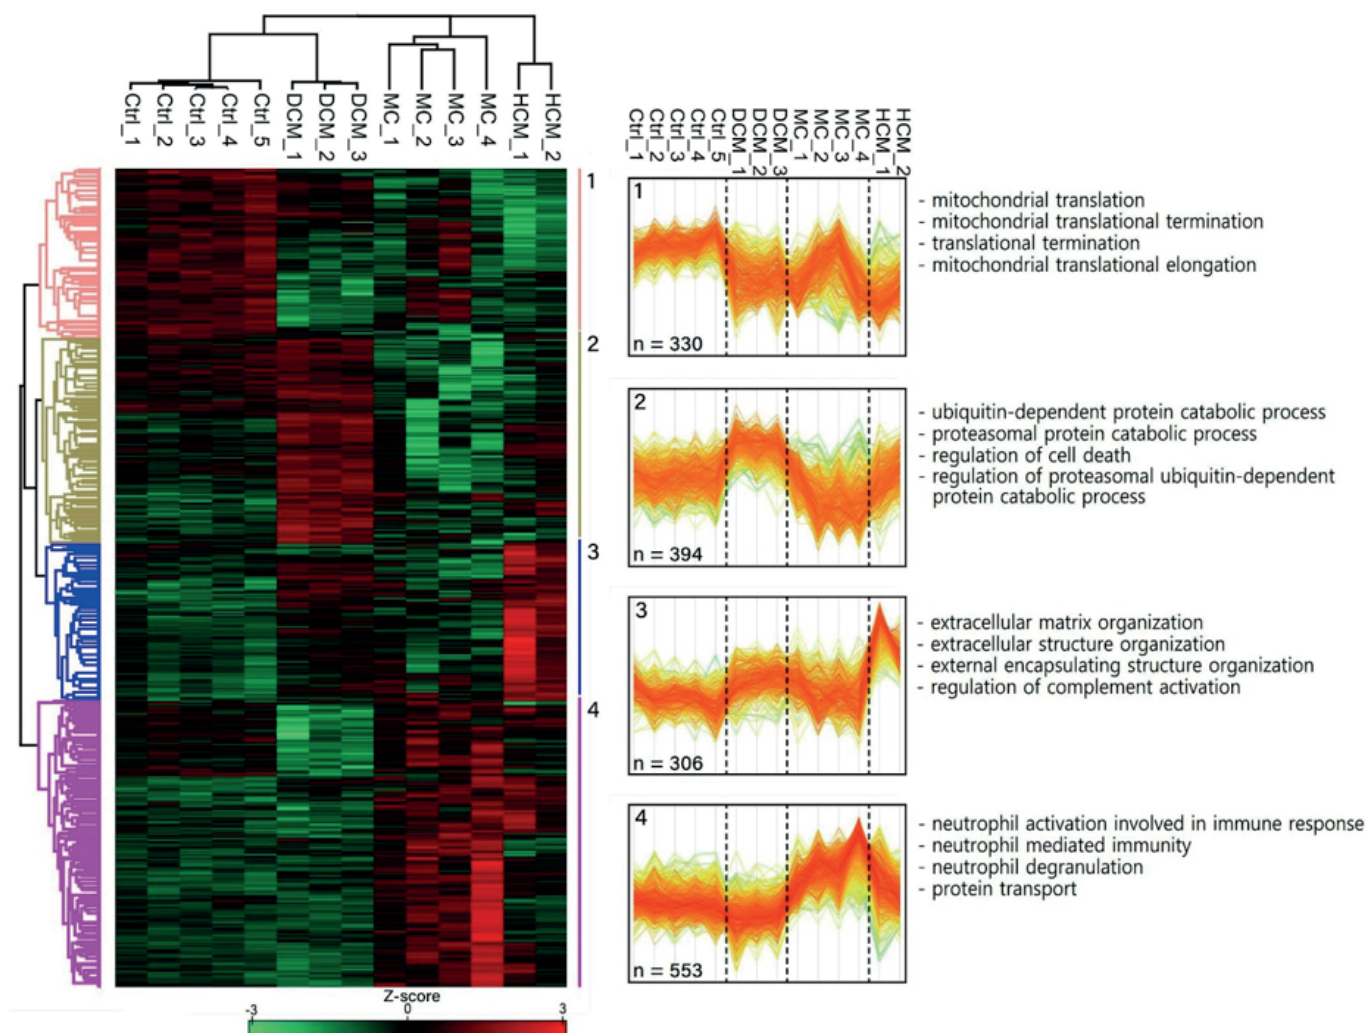 Ctrl_1
Ctrl_2
Ctrl_3
Ctrl_4
Ctrl_5
DCM_1
DCM_2
DCM_3
MC_1
MC_2
MC_3
MC_4
HCM_1
HCM_2
1
2
3
4
Z-score
-3
0
3
Ctrl_1
Ctrl_2
Ctrl_3
Ctrl_4
Ctrl_5
DCM_1
DCM_2
DCM_3
MC_1
MC_2
MC_3
MC_4
HCM_1
HCM_2
1
n = 330
- mitochondrial translation
- mitochondrial translational termination
- translational termination
- mitochondrial translational elongation
2
n = 394
- ubiquitin-dependent protein catabolic process
- proteasomal protein catabolic process
- regulation of cell death
- regulation of proteasomal ubiquitin-dependent
protein catabolic process
3
n = 306
- extracellular matrix organization
- extracellular structure organization
- external encapsulating structure organization
- regulation of complement activation
4
n = 553
- neutrophil activation involved in immune response
- neutrophil mediated immunity
- neutrophil degranulation
- protein transport